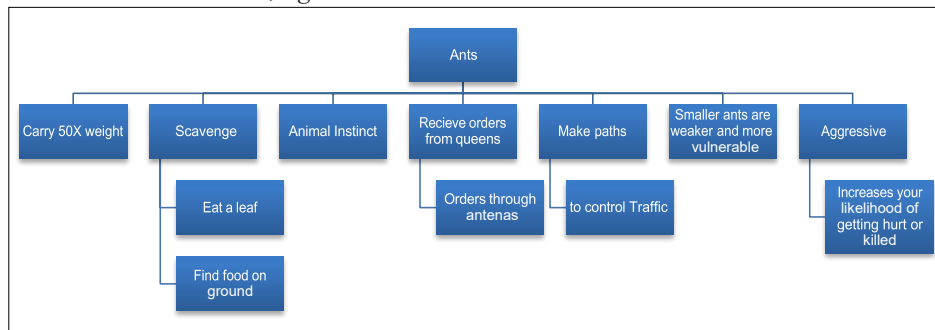 Ants
Carry 50X weight
Scavenge
Animal Instinct
Recieve orders
from queens
Make paths
Smaller ants are
weaker and more
vulnerable
Aggressive
Eat a leaf
Find food on
ground
Orders through
antenas
to control Traffic
Increases your
likelihood of
getting hurt or
killed